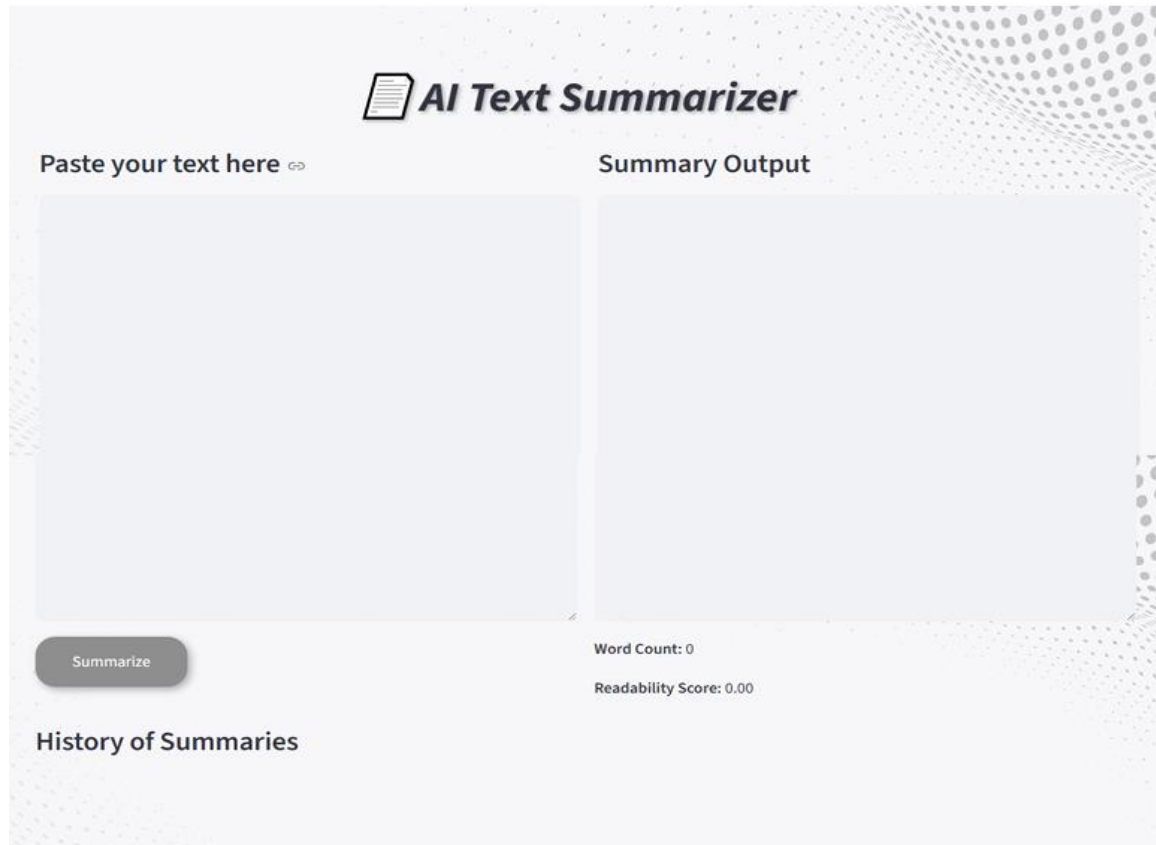 AI Text Summarizer
Paste your text here
Summary Output
Summarize
Word Count: 0
Readability Score: 0.00
History of Summaries